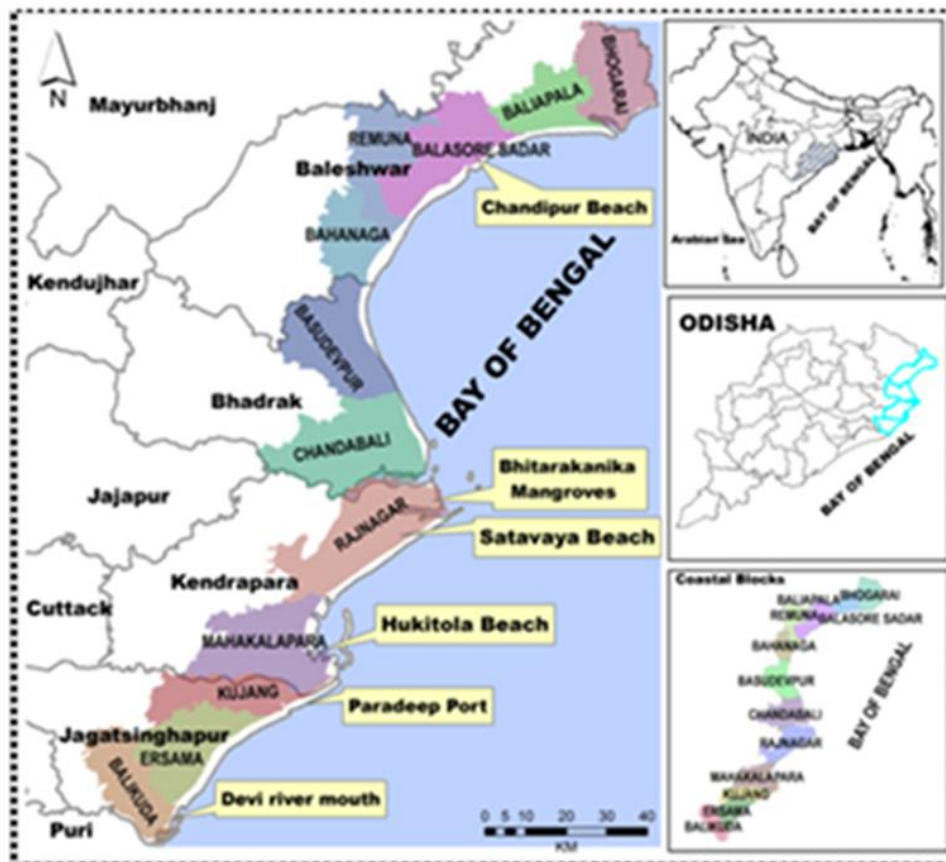 N
Mayurbhanj
BHOGARAI
BALIAPALA
REMUNA
BALASORE SADAR
Baleshwar
Chandipur Beach
BAHANAGA
Kendujhar
BASUDEVPUR
BAY OF BENGAL
Bhadrak
CHANDABALI
Bhitarakanika
Mangroves
Jajapur
RAJNAGAR
Satavaya Beach
Kendrapara
Cuttack
Hukitola Beach
MAHAKALAPARA
KUJANG
Paradeep Port
Jagatsinghapur
ERSAMA
BALIKUDA
Devi river mouth
Puri
0 5 10 20 30 40
KM
INDIA
BAY OF BENGAL
Arabian Sea
ODISHA
BAY OF BENGAL
Coastal Blocks
BHOGARAI
BALIAPALA
REMUNA
BALASORE SADAR
BAHANAGA
BASUDEVPUR
BAY OF BENGAL
CHANDABALI
RAJNAGAR
MAHAKALAPARA
KUJANG
ERSAMA
BALIKUDA